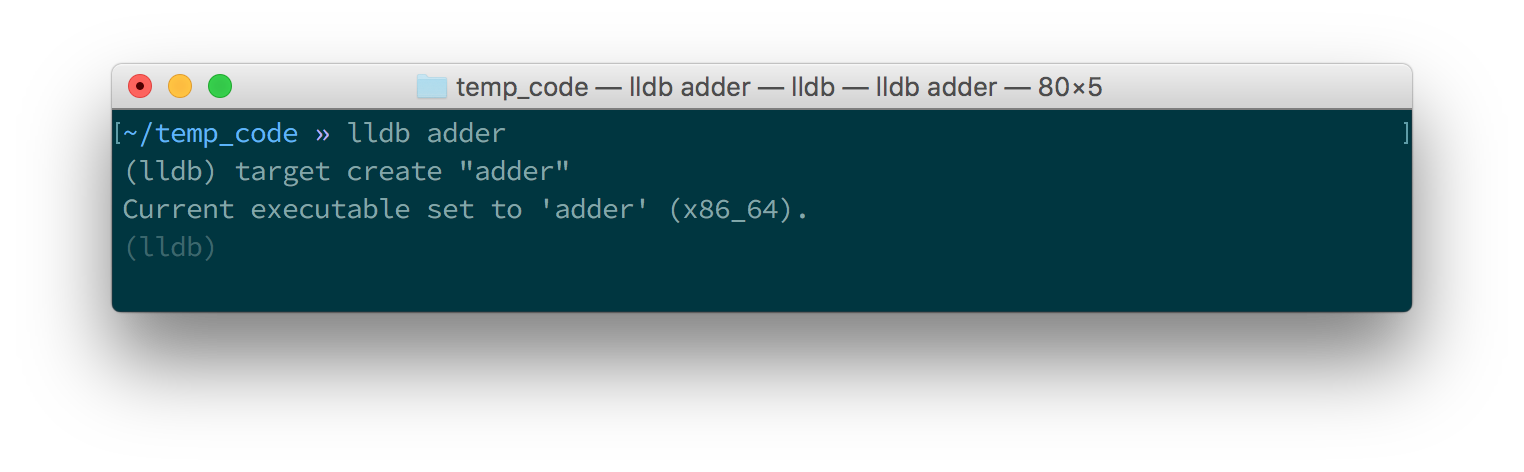 temp_code — lldb adder — lldb — lldb adder — 80×5
[~/temp_code » lldb adder ]
(lldb) target create "adder"
Current executable set to 'adder' (x86_64).
(lldb)